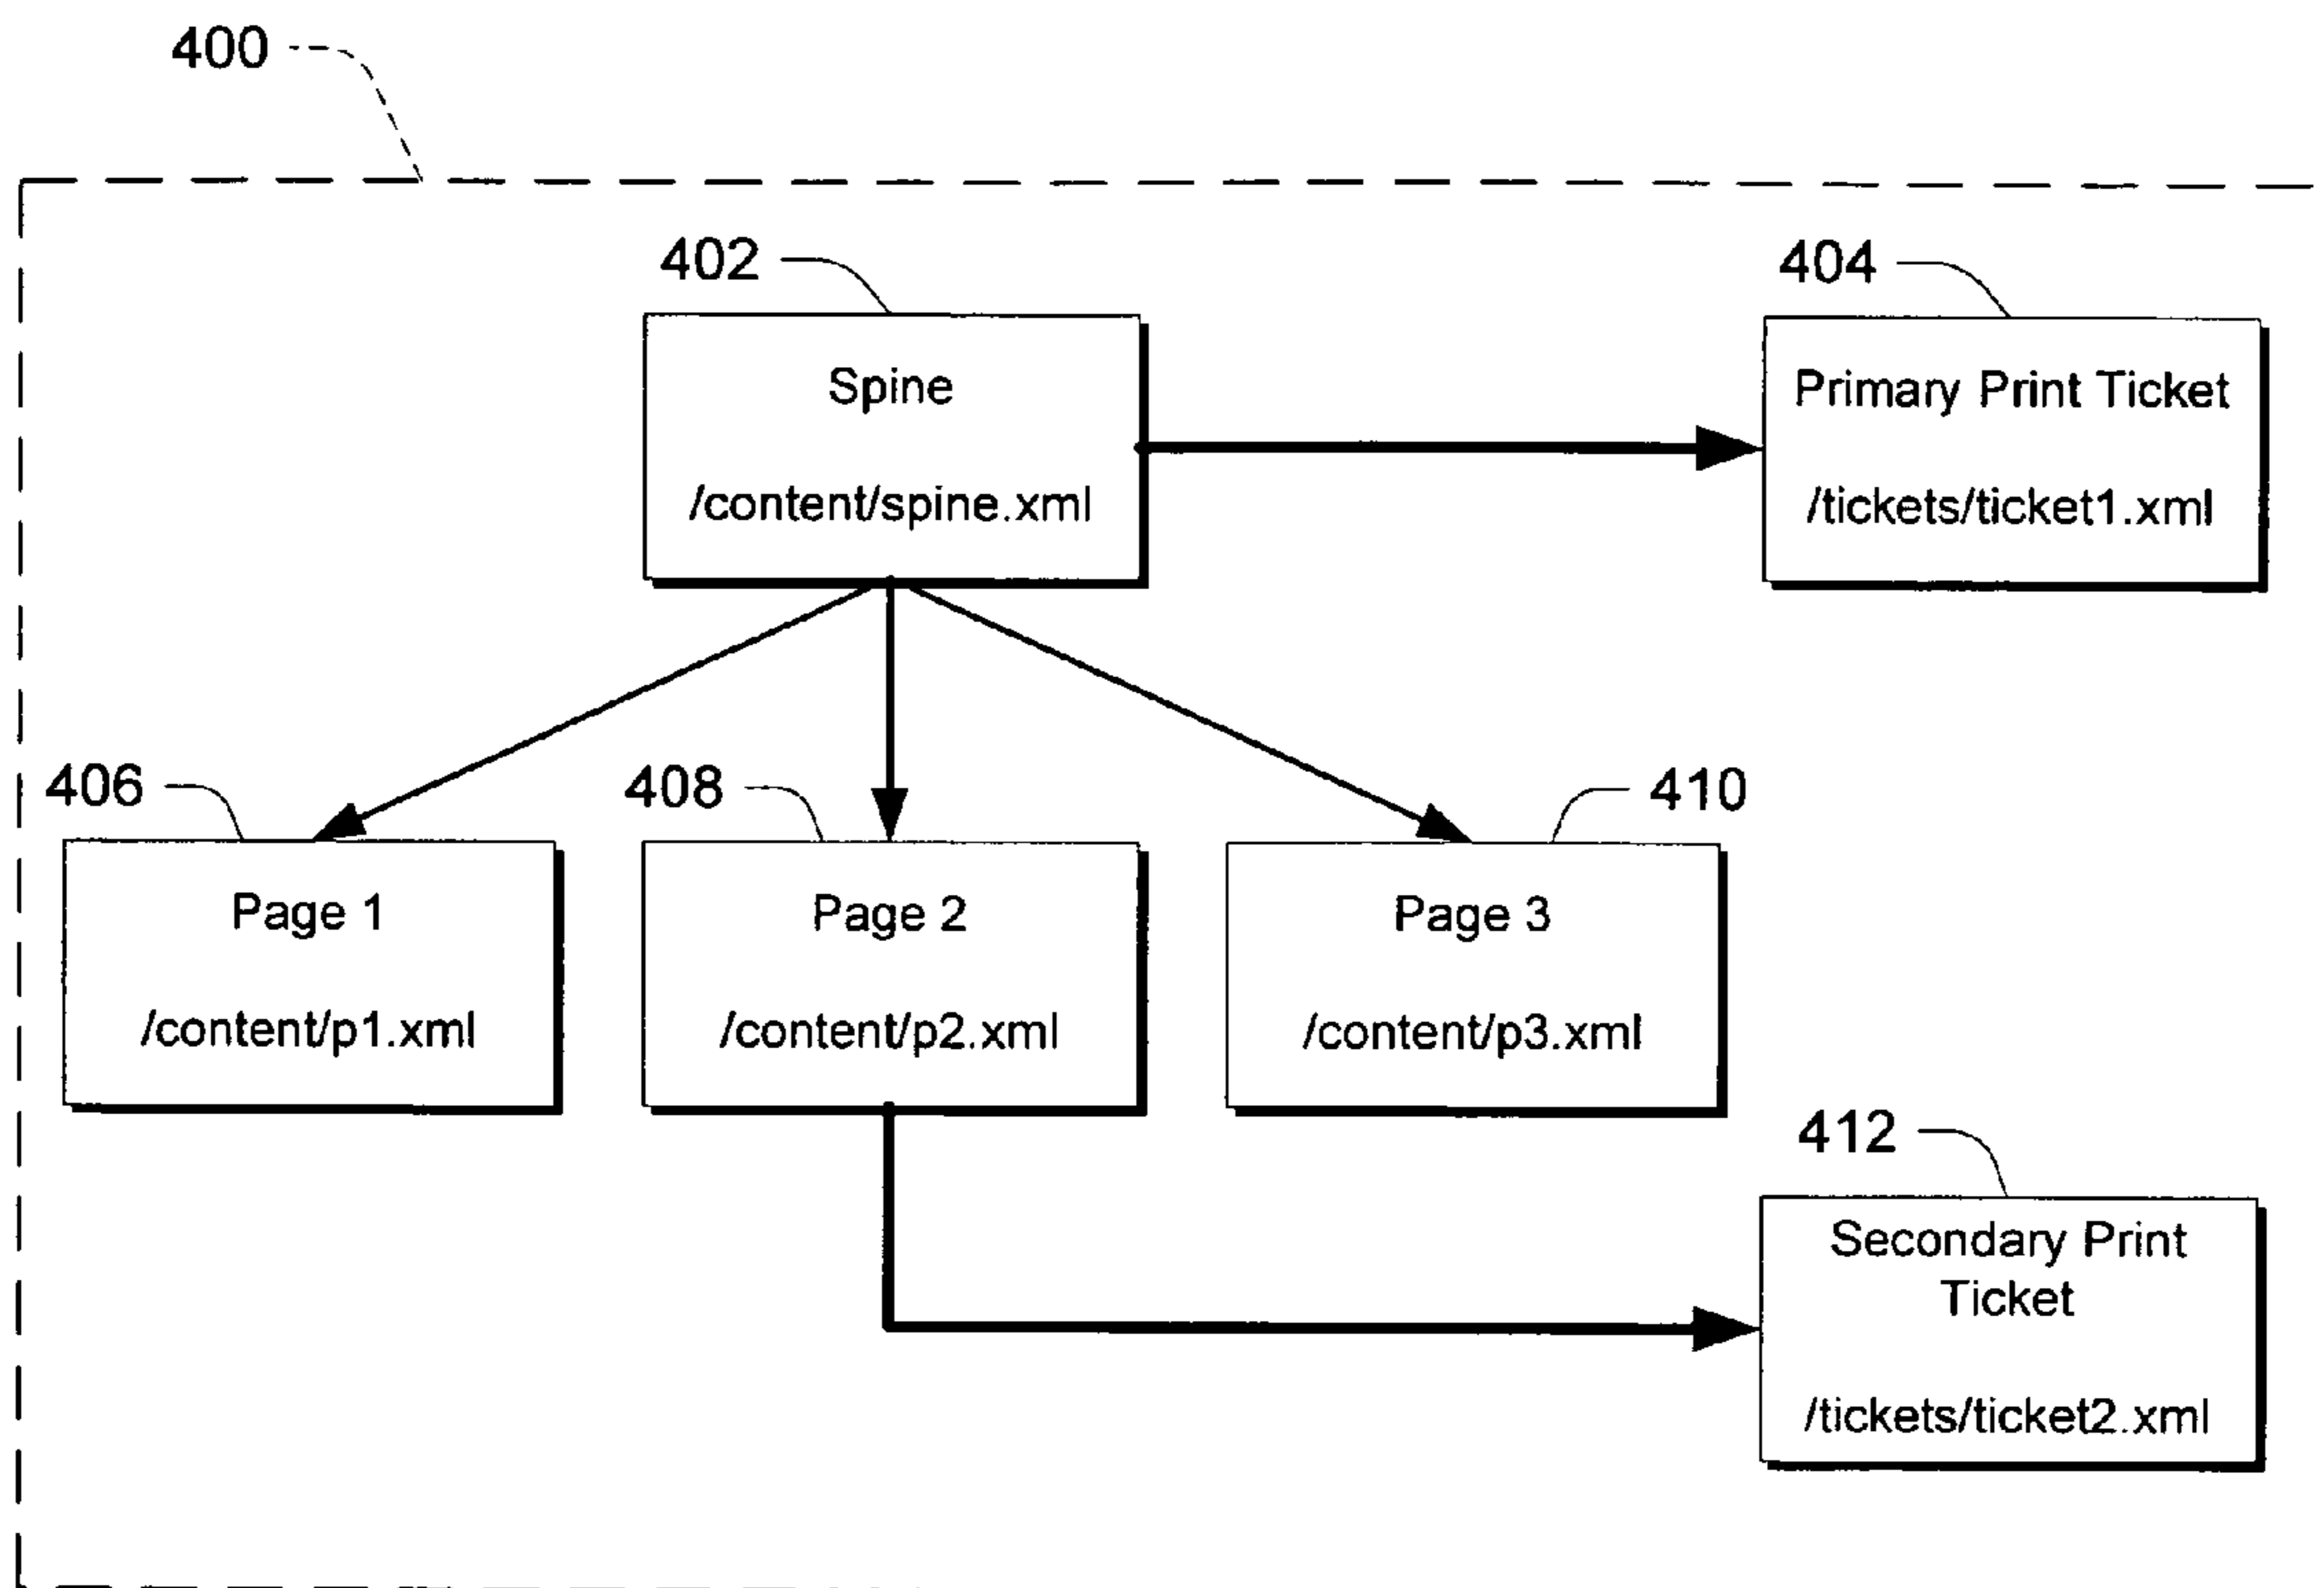 400
402
404
Spine
/content/spine.xml
Primary Print Ticket
/tickets/ticket1.xml
406
408
410
Page 1
/content/p1.xml
Page 2
/content/p2.xml
Page 3
/content/p3.xml
412
Secondary Print
Ticket
/tickets/ticket2.xml